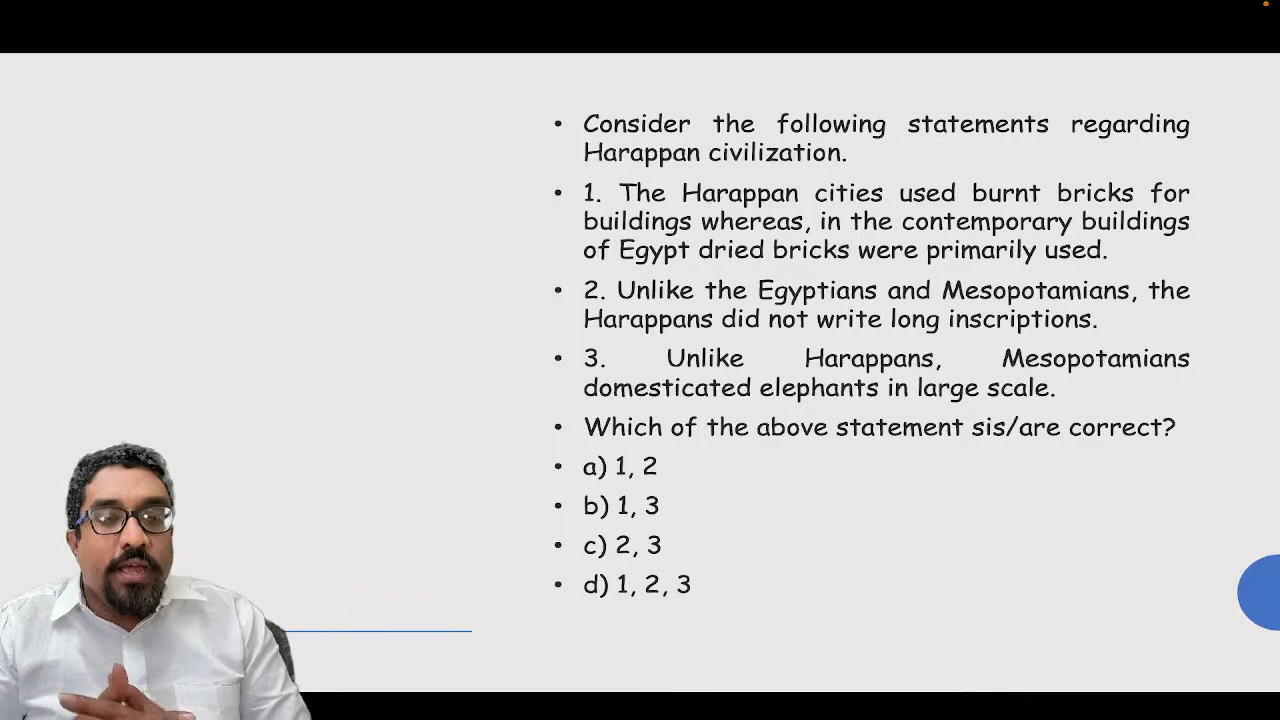 • Consider the following statements regarding
Harappan civilization.
• 1. The Harappan cities used burnt bricks for
buildings whereas, in the contemporary buildings
of Egypt dried bricks were primarily used.
• 2. Unlike the Egyptians and Mesopotamians, the
Harappans did not write long inscriptions.
• 3. Unlike Harappans, Mesopotamians
domesticated elephants in large scale.
• Which of the above statement sis/are correct?
• a) 1, 2
• b) 1, 3
• c) 2, 3
• d) 1, 2, 3